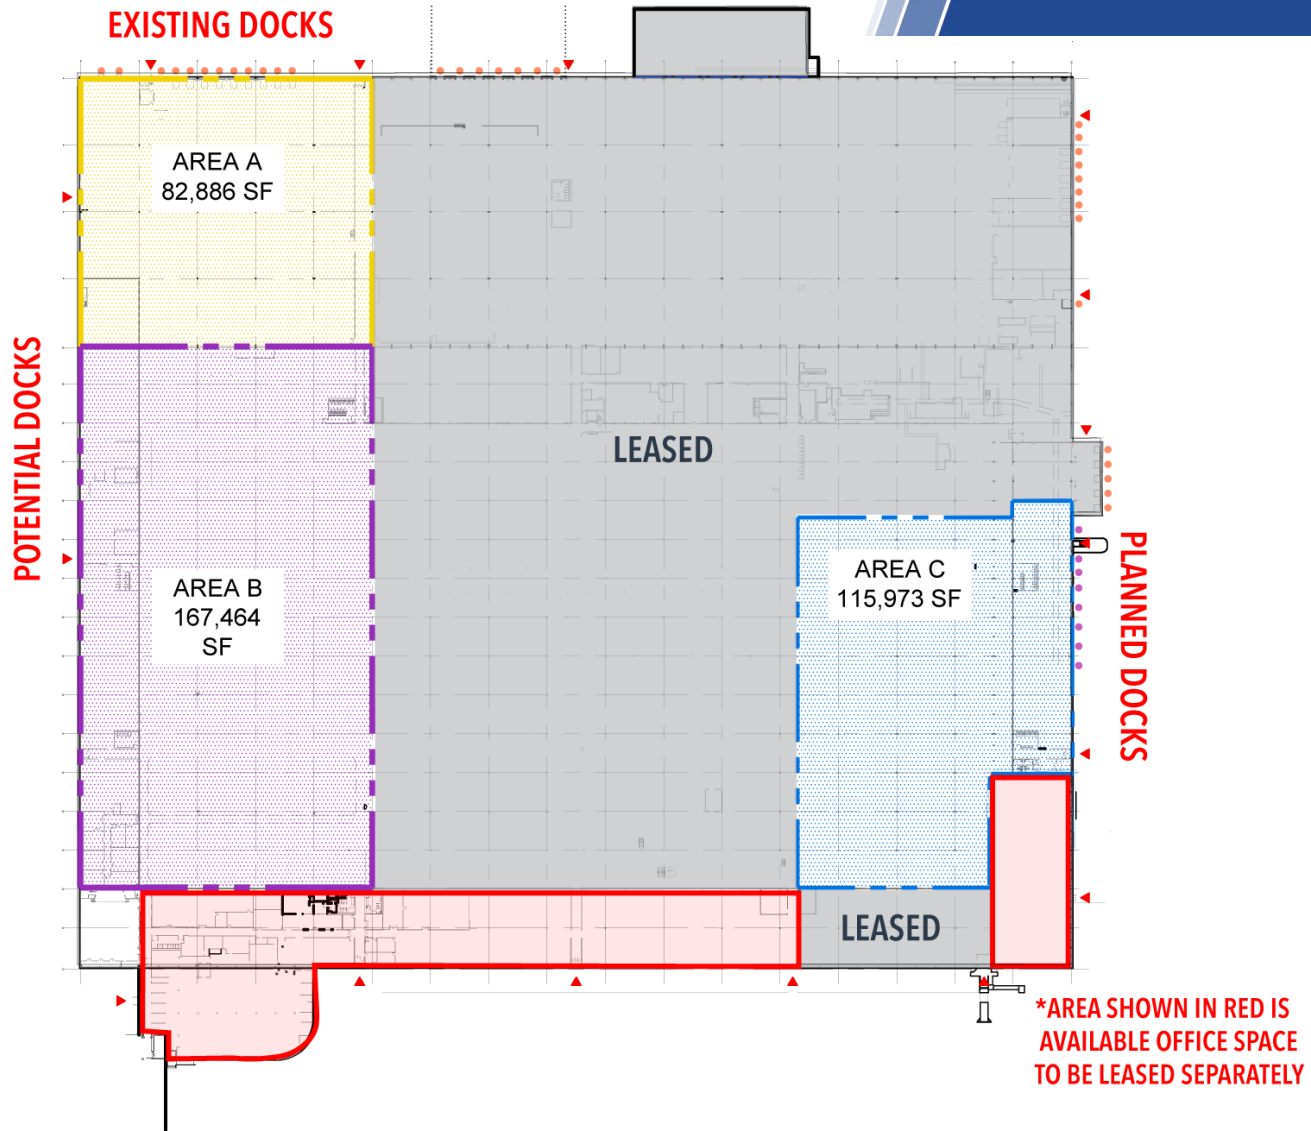 EXISTING DOCKS
AREA A
82,886 SF
POTENTIAL DOCKS
LEASED
AREA B
167,464
SF
AREA C
115,973 SF
PLANNED DOCKS
LEASED
*AREA SHOWN IN RED IS
AVAILABLE OFFICE SPACE
TO BE LEASED SEPARATELY